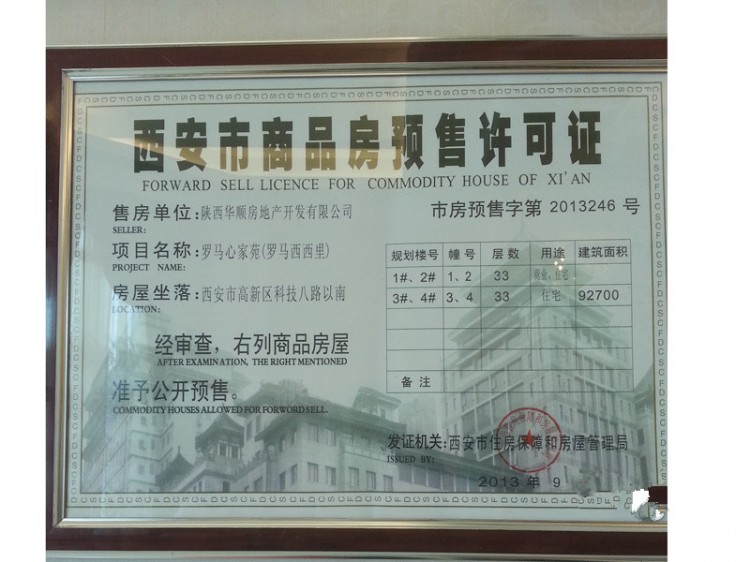 西安市商品房预售许可证
FORWARD SELL LICENCE FOR COMMODITY HOUSE OF XI'AN
售房单位:陕西华顺房地产开发有限公司
SELLER:
市房预售字第 2013246 号
项目名称:罗马心家苑(罗马西西里)
PROJECT NAME:
房屋坐落:西安市高新区科技八路以南
LOCATION:
规划楼号 幢号 层数 用途 建筑面积
1#、2# 1、2 33 商业、住宅
3#、4# 3、4 33 住宅 92700
备注
经审查，右列商品房屋
AFTER EXAMINATION, THE RIGHT MENTIONED
准予公开预售。
COMMODITY HOUSES ALLOWED FOR FORWORD SELL.
发证机关:西安市住房保障和房屋管理局
ISSUED BY:
2013 年 9